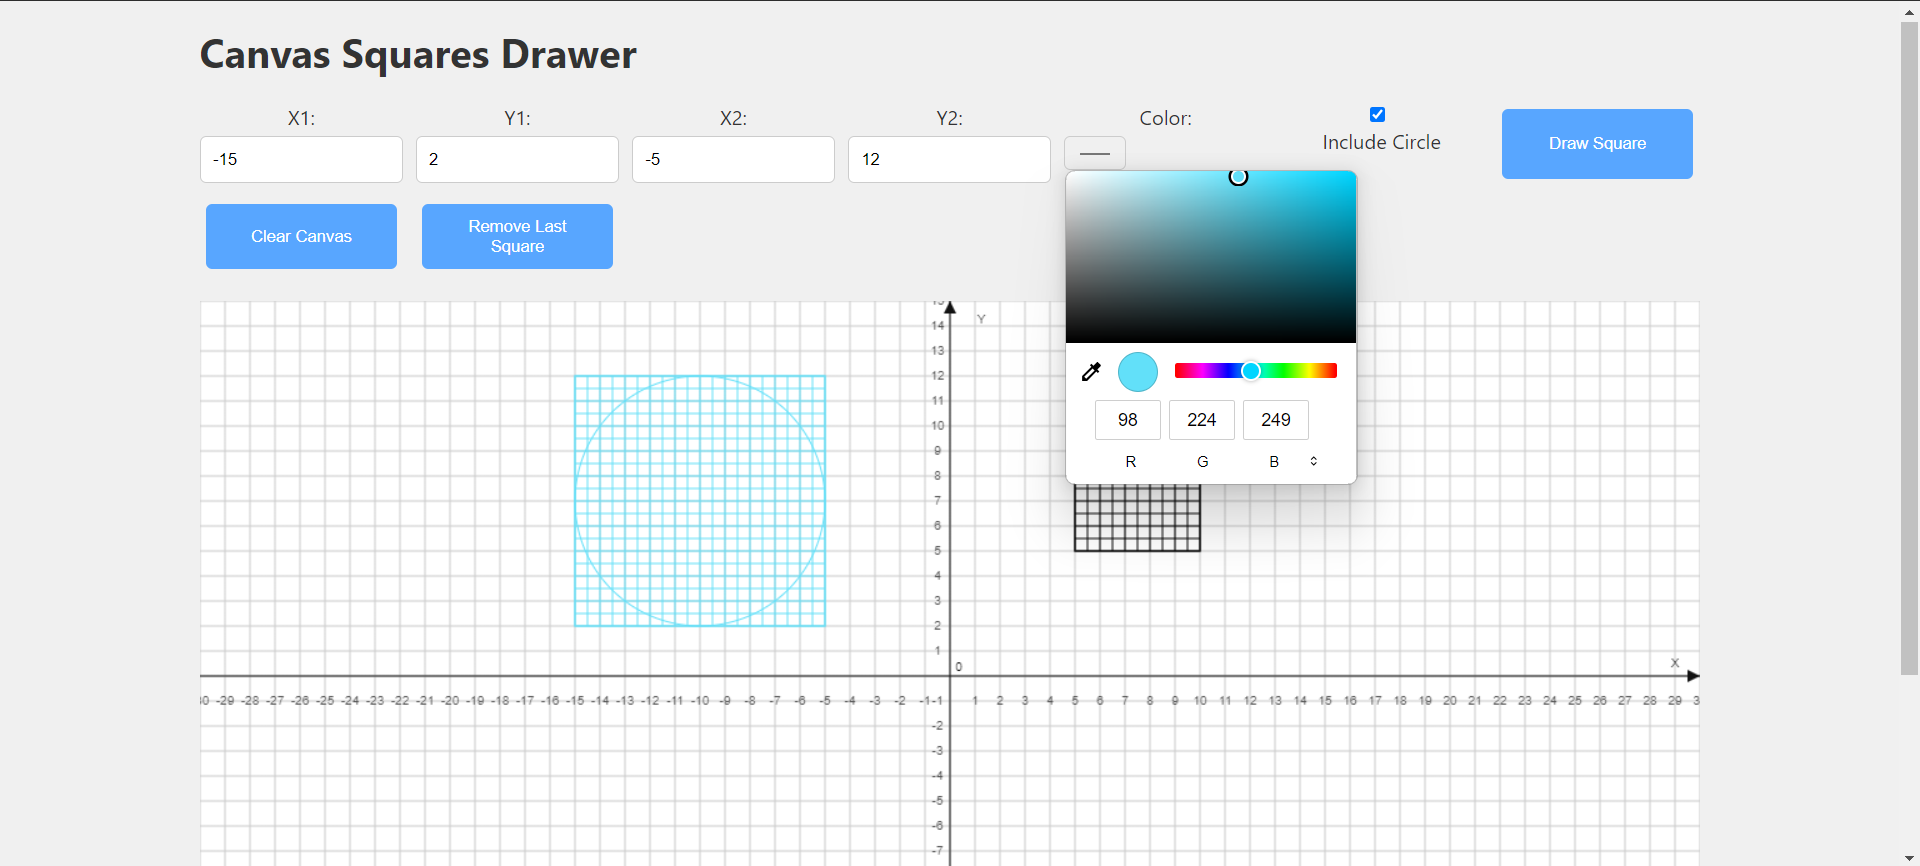 Canvas Squares Drawer
X1: Y1: X2: Y2: Color: Include Circle
-15 2 -5 12 Draw Square
Clear Canvas Remove Last
Square
98 224 249
R G B
Y
14
13
12
11
10
9
8
7
6
5
4
3
2
1
0 X
-29 -28 -27 -26 -25 -24 -23 -22 -21 -20 -19 -18 -17 -16 -15 -14 -13 -12 -11 -10 -9 -8 -7 -6 -5 -4 -3 -2 -1 -1 1 2 3 4 5 6 7 8 9 10 11 12 13 14 15 16 17 18 19 20 21 22 23 24 25 26 27 28 29
-2
-3
-4
-5
-6
-7